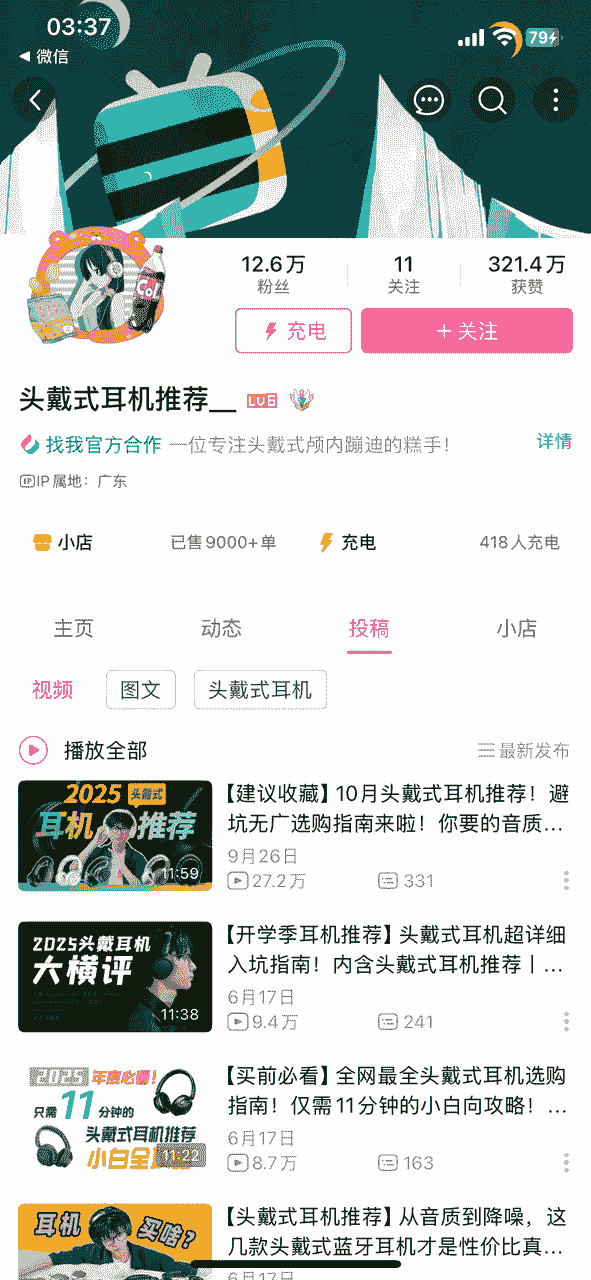 03:37
79
◀ 微信
CoL
12.6万
11
321.4万
粉丝
关注
获赞
充电
+ 关注
头戴式耳机推荐__ LV6
找我官方合作 一位专注头戴式颅内蹦迪的糕手！
详情
IP属地：广东
小店
已售9000+单
充电
418人充电
主页
动态
投稿
小店
视频
图文
头戴式耳机
播放全部
最新发布
2025 头戴式
耳机 推荐
11:59
【建议收藏】10月头戴式耳机推荐！避
坑无广选购指南来啦！你要的音质...
9月26日
27.2万
331
2025头戴耳机
大横评
11:38
【开学季耳机推荐】头戴式耳机超详细
入坑指南！内含头戴式耳机推荐丨...
6月17日
9.4万
241
2025 年度必看！
只需11分钟的
头戴式耳机推荐
小白全
11:22
【买前必看】全网最全头戴式耳机选购
指南！仅需11分钟的小白向攻略！...
6月17日
8.7万
163
耳机 买啥?
【头戴式耳机推荐】从音质到降噪，这
几款头戴式蓝牙耳机才是性价比真...
6月17日